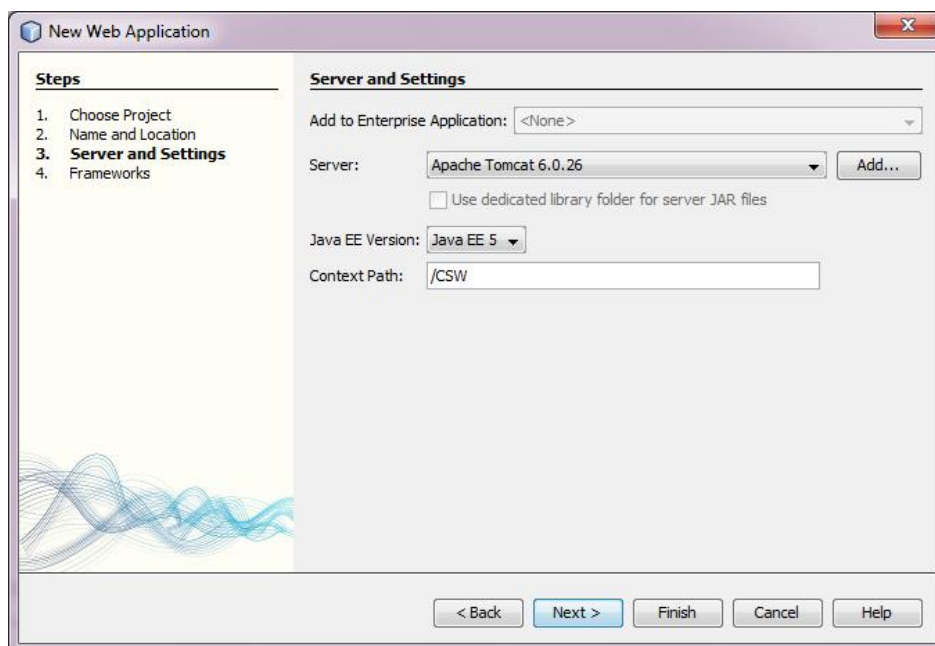 New Web Application
Steps
1. Choose Project
2. Name and Location
3. Server and Settings
4. Frameworks
Server and Settings
Add to Enterprise Application: <None>
Server: Apache Tomcat 6.0.26 Add...
Use dedicated library folder for server JAR files
Java EE Version: Java EE 5
Context Path: /CSW
< Back Next > Finish Cancel Help